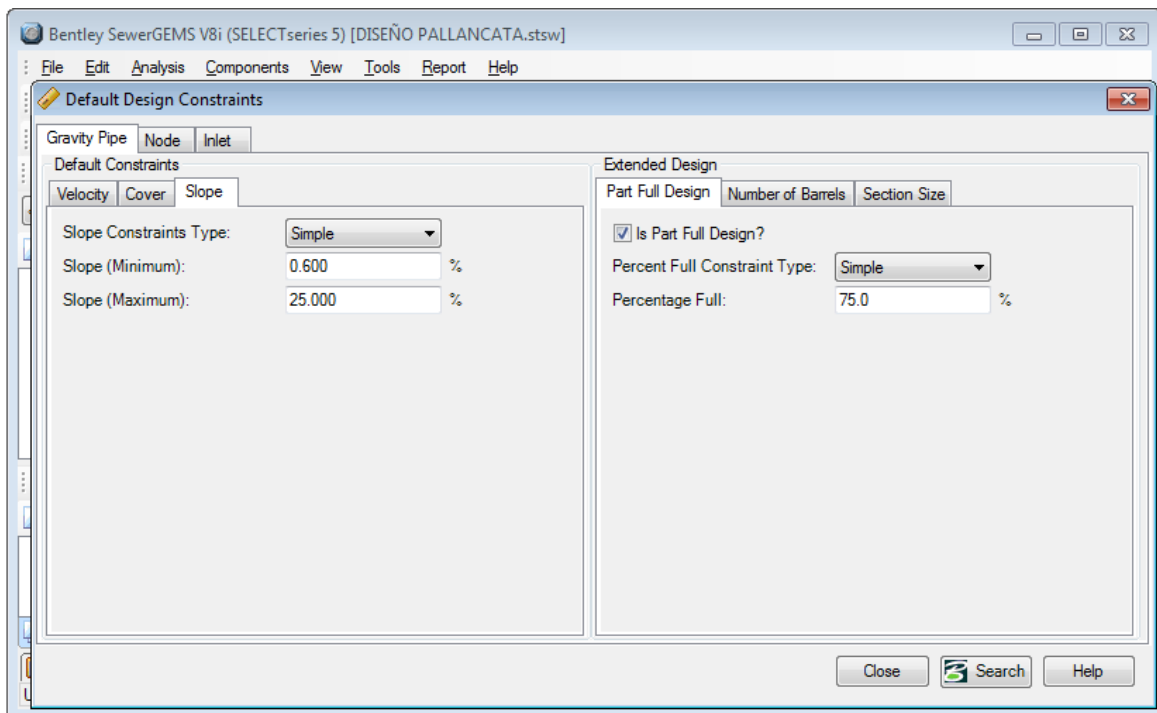 Bentley SewerGEMS V8i (SELECTseries 5) [DISEÑO PALLANCATA.stsw]
File Edit Analysis Components View Tools Report Help
Default Design Constraints
Gravity Pipe Node Inlet
Default Constraints
Velocity Cover Slope
Slope Constraints Type: Simple
Slope (Minimum): 0.600 %
Slope (Maximum): 25.000 %
Extended Design
Part Full Design Number of Barrels Section Size
Is Part Full Design?
Percent Full Constraint Type: Simple
Percentage Full: 75.0 %
Close Search Help